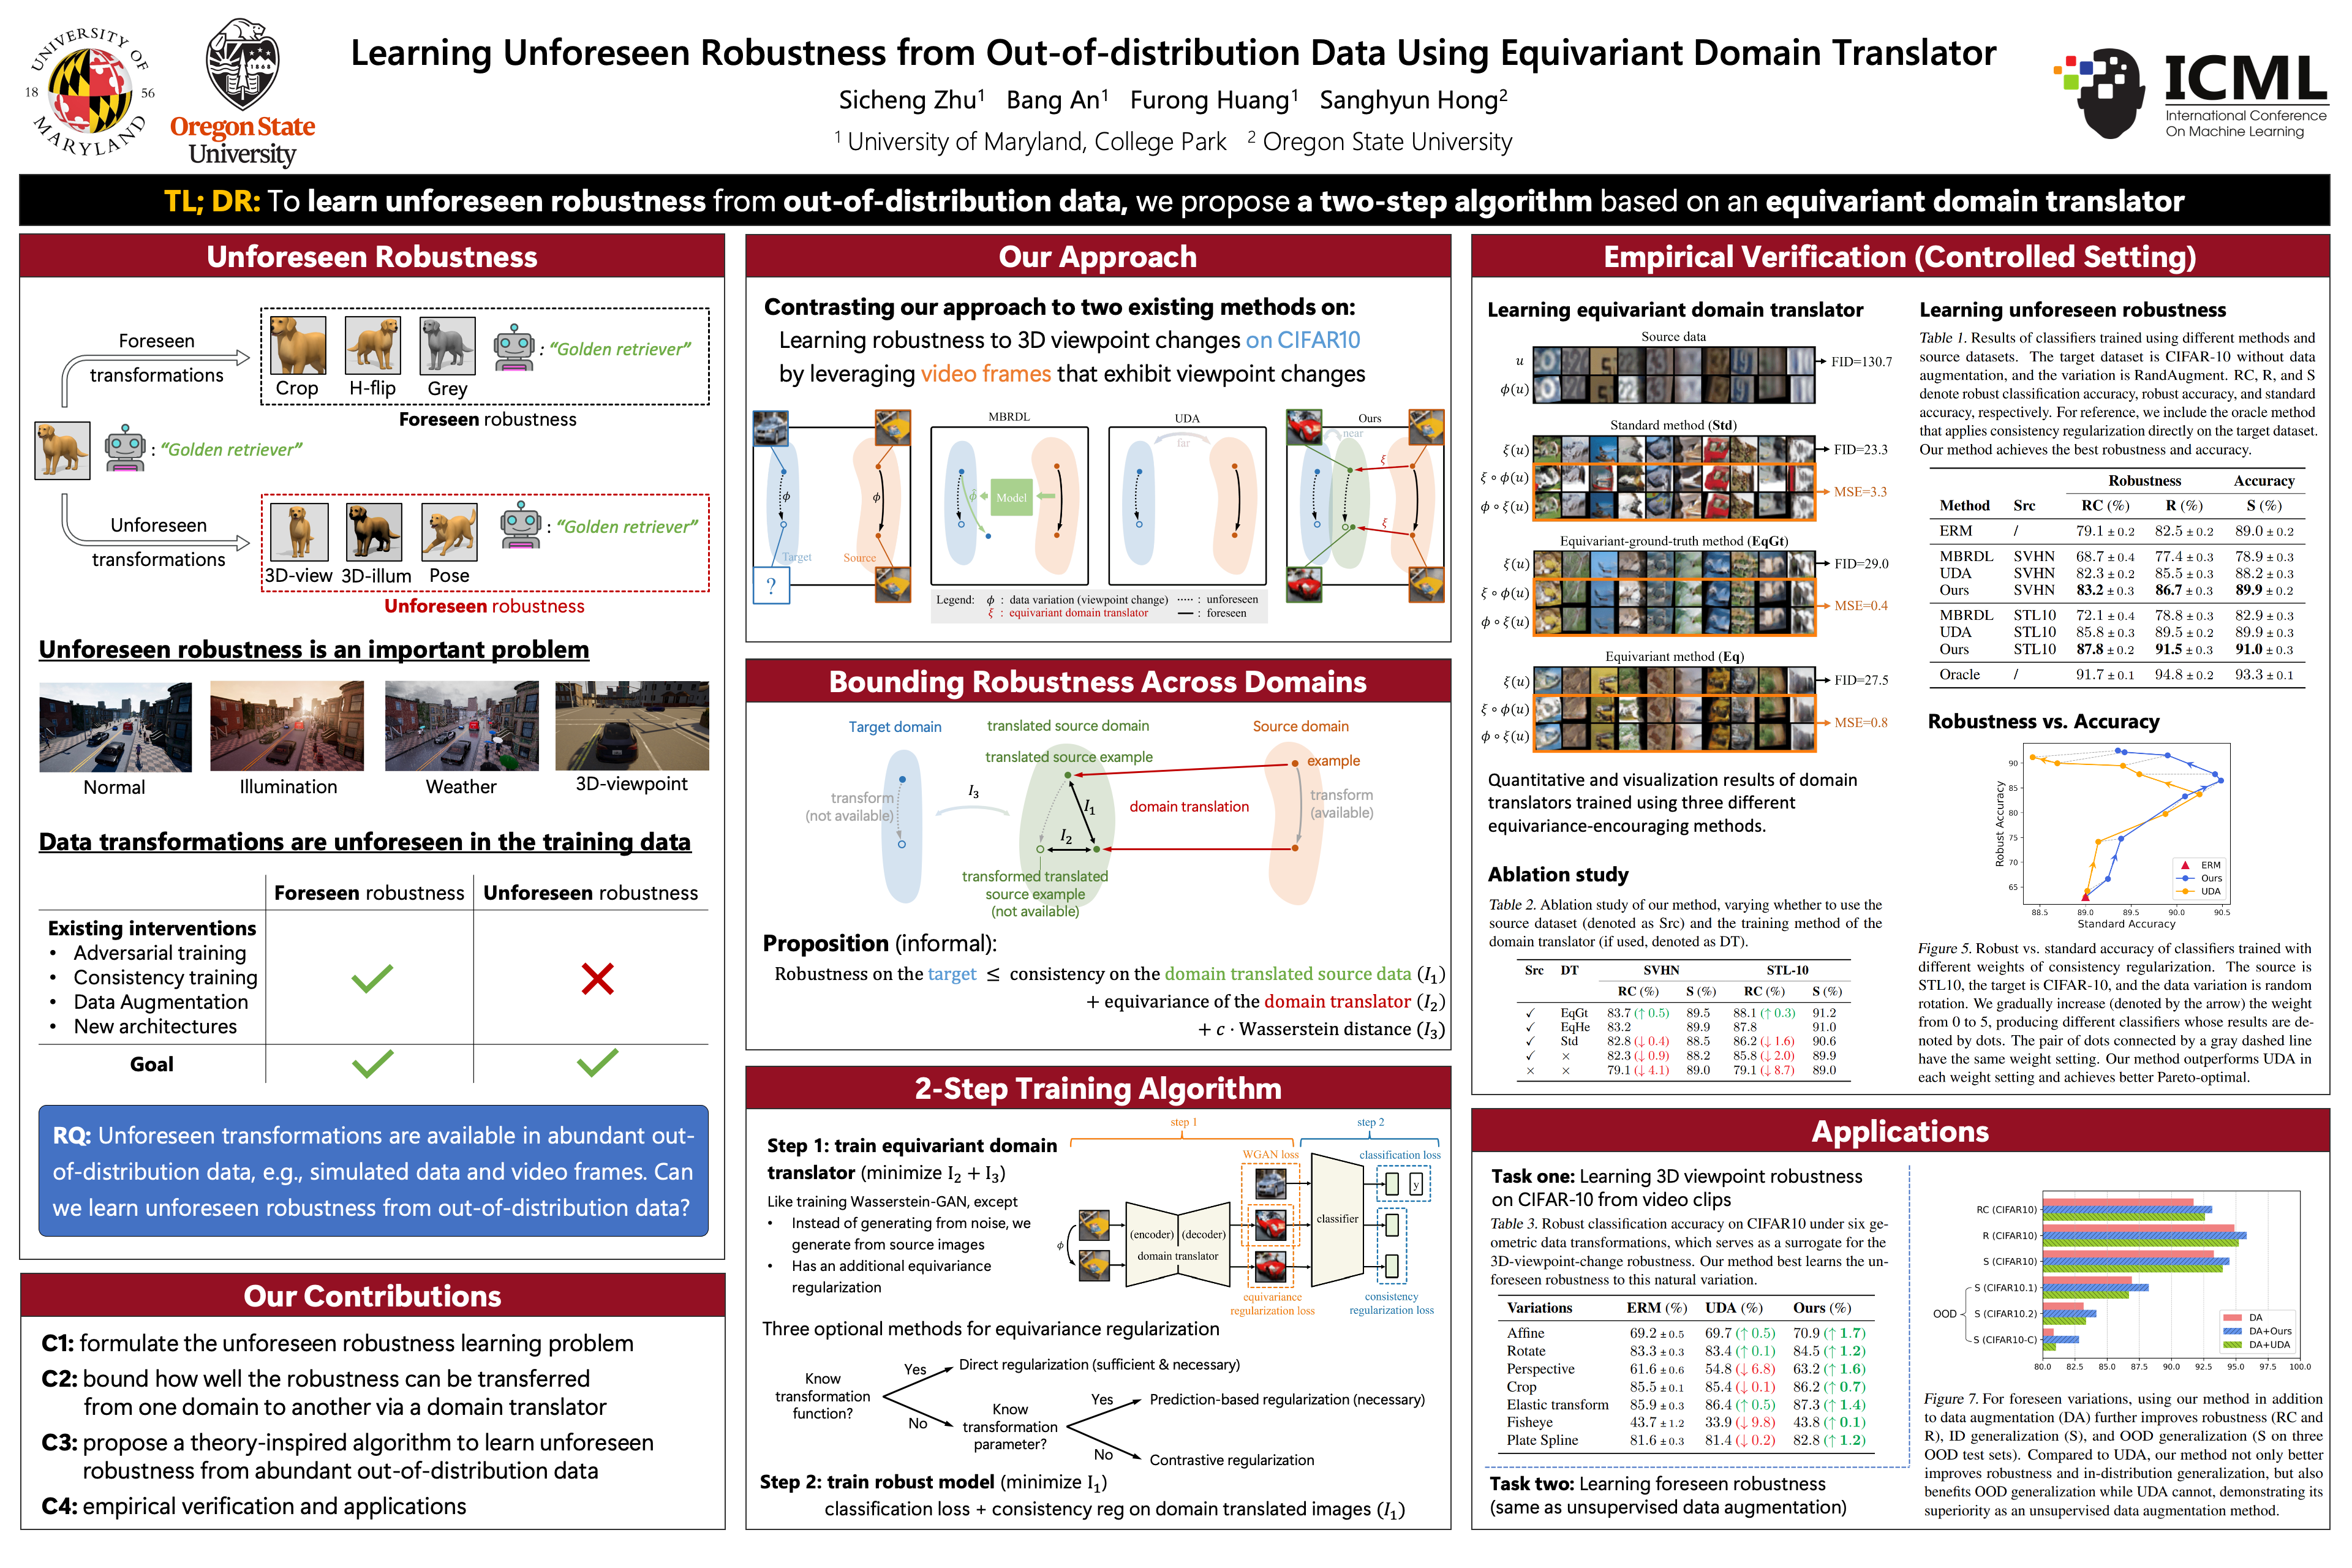 UNIVERSITY OF
18 56
MARYLAND
1868
Oregon State
University
Learning Unforeseen Robustness from Out-of-distribution Data Using Equivariant Domain Translator
Sicheng Zhu¹ Bang An¹ Furong Huang¹ Sanghyun Hong²
¹ University of Maryland, College Park ² Oregon State University
ICML
International Conference
On Machine Learning
TL; DR: To learn unforeseen robustness from out-of-distribution data, we propose a two-step algorithm based on an equivariant domain translator
Unforeseen Robustness
Foreseen
transformations
Crop H-flip Grey
: “Golden retriever”
Foreseen robustness
: “Golden retriever”
Unforeseen
transformations
3D-view 3D-illum Pose
: “Golden retriever”
Unforeseen robustness
Unforeseen robustness is an important problem
Normal Illumination Weather 3D-viewpoint
Data transformations are unforeseen in the training data
Foreseen robustness Unforeseen robustness
Existing interventions
• Adversarial training
• Consistency training
• Data Augmentation
• New architectures
Goal
RQ: Unforeseen transformations are available in abundant out-
of-distribution data, e.g., simulated data and video frames. Can
we learn unforeseen robustness from out-of-distribution data?
Our Contributions
C1: formulate the unforeseen robustness learning problem
C2: bound how well the robustness can be transferred
from one domain to another via a domain translator
C3: propose a theory-inspired algorithm to learn unforeseen
robustness from abundant out-of-distribution data
C4: empirical verification and applications
Our Approach
Contrasting our approach to two existing methods on:
Learning robustness to 3D viewpoint changes on CIFAR10
by leveraging video frames that exhibit viewpoint changes
MBRDL UDA Ours
far near
ϕ ϕ ϕ̂ Model ξ ξ
Target Source
?
Legend: ϕ : data variation (viewpoint change) ····· : unforeseen
ξ : equivariant domain translator — : foreseen
Bounding Robustness Across Domains
Target domain translated source domain Source domain
translated source example example
transform
(not available)
I₃ I₁ I₂
domain translation
transform
(available)
transformed translated
source example
(not available)
Proposition (informal):
Robustness on the target ≤ consistency on the domain translated source data (I₁)
+ equivariance of the domain translator (I₂)
+ c · Wasserstein distance (I₃)
2-Step Training Algorithm
Step 1: train equivariant domain
translator (minimize I₂ + I₃)
Like training Wasserstein-GAN, except
• Instead of generating from noise, we
generate from source images
• Has an additional equivariance
regularization
step 1 step 2
WGAN loss classification loss
ϕ
(encoder) (decoder)
domain translator
classifier
y
equivariance
regularization loss
consistency
regularization loss
Three optional methods for equivariance regularization
Know
transformation
function?
Yes
Direct regularization (sufficient & necessary)
No
Know
transformation
parameter?
Yes
Prediction-based regularization (necessary)
No
Contrastive regularization
Step 2: train robust model (minimize I₁)
classification loss + consistency reg on domain translated images (I₁)
Empirical Verification (Controlled Setting)
Learning equivariant domain translator
Source data
u FID=130.7
ϕ(u)
Standard method (Std)
ξ(u) FID=23.3
ξ ∘ ϕ(u) MSE=3.3
ϕ ∘ ξ(u)
Equivariant-ground-truth method (EqGt)
ξ(u) FID=29.0
ξ ∘ ϕ(u) MSE=0.4
ϕ ∘ ξ(u)
Equivariant method (Eq)
ξ(u) FID=27.5
ξ ∘ ϕ(u) MSE=0.8
ϕ ∘ ξ(u)
Quantitative and visualization results of domain
translators trained using three different
equivariance-encouraging methods.
Ablation study
Table 2. Ablation study of our method, varying whether to use the
source dataset (denoted as Src) and the training method of the
domain translator (if used, denoted as DT).
Src DT SVHN STL-10
RC (%) S (%) RC (%) S (%)
✓ EqGt 83.7 (↑ 0.5) 89.5 88.1 (↑ 0.3) 91.2
✓ EqHe 83.2 89.9 87.8 91.0
✓ Std 82.8 (↓ 0.4) 88.5 86.2 (↓ 1.6) 90.6
✓ × 82.3 (↓ 0.9) 88.2 85.8 (↓ 2.0) 89.9
× × 79.1 (↓ 4.1) 89.0 79.1 (↓ 8.7) 89.0
Learning unforeseen robustness
Table 1. Results of classifiers trained using different methods and
source datasets. The target dataset is CIFAR-10 without data
augmentation, and the variation is RandAugment. RC, R, and S
denote robust classification accuracy, robust accuracy, and standard
accuracy, respectively. For reference, we include the oracle method
that applies consistency regularization directly on the target dataset.
Our method achieves the best robustness and accuracy.
Robustness Accuracy
Method Src RC (%) R (%) S (%)
ERM / 79.1 ± 0.2 82.5 ± 0.2 89.0 ± 0.2
MBRDL SVHN 68.7 ± 0.4 77.4 ± 0.3 78.9 ± 0.3
UDA SVHN 82.3 ± 0.2 85.5 ± 0.3 88.2 ± 0.3
Ours SVHN 83.2 ± 0.3 86.7 ± 0.3 89.9 ± 0.2
MBRDL STL10 72.1 ± 0.4 78.8 ± 0.3 82.9 ± 0.3
UDA STL10 85.8 ± 0.3 89.5 ± 0.2 89.9 ± 0.3
Ours STL10 87.8 ± 0.2 91.5 ± 0.3 91.0 ± 0.3
Oracle / 91.7 ± 0.1 94.8 ± 0.2 93.3 ± 0.1
Robustness vs. Accuracy
Robust Accuracy
90
85
80
75
70
65
ERM
Ours
UDA
88.5 89.0 89.5 90.0 90.5
Standard Accuracy
Figure 5. Robust vs. standard accuracy of classifiers trained with
different weights of consistency regularization. The source is
STL10, the target is CIFAR-10, and the data variation is random
rotation. We gradually increase (denoted by the arrow) the weight
from 0 to 5, producing different classifiers whose results are de-
noted by dots. The pair of dots connected by a gray dashed line
have the same weight setting. Our method outperforms UDA in
each weight setting and achieves better Pareto-optimal.
Applications
Task one: Learning 3D viewpoint robustness
on CIFAR-10 from video clips
Table 3. Robust classification accuracy on CIFAR10 under six ge-
ometric data transformations, which serves as a surrogate for the
3D-viewpoint-change robustness. Our method best learns the un-
foreseen robustness to this natural variation.
Variations ERM (%) UDA (%) Ours (%)
Affine 69.2 ± 0.5 69.7 (↑ 0.5) 70.9 (↑ 1.7)
Rotate 83.3 ± 0.3 83.4 (↑ 0.1) 84.5 (↑ 1.2)
Perspective 61.6 ± 0.6 54.8 (↓ 6.8) 63.2 (↑ 1.6)
Crop 85.5 ± 0.1 85.4 (↓ 0.1) 86.2 (↑ 0.7)
Elastic transform 85.9 ± 0.3 86.4 (↑ 0.5) 87.3 (↑ 1.4)
Fisheye 43.7 ± 1.2 33.9 (↓ 9.8) 43.8 (↑ 0.1)
Plate Spline 81.6 ± 0.3 81.4 (↓ 0.2) 82.8 (↑ 1.2)
Task two: Learning foreseen robustness
(same as unsupervised data augmentation)
RC (CIFAR10)
R (CIFAR10)
S (CIFAR10)
S (CIFAR10.1)
OOD S (CIFAR10.2)
S (CIFAR10-C)
DA
DA+Ours
DA+UDA
80.0 82.5 85.0 87.5 90.0 92.5 95.0 97.5 100.0
Figure 7. For foreseen variations, using our method in addition
to data augmentation (DA) further improves robustness (RC and
R), ID generalization (S), and OOD generalization (S on three
OOD test sets). Compared to UDA, our method not only better
improves robustness and in-distribution generalization, but also
benefits OOD generalization while UDA cannot, demonstrating its
superiority as an unsupervised data augmentation method.